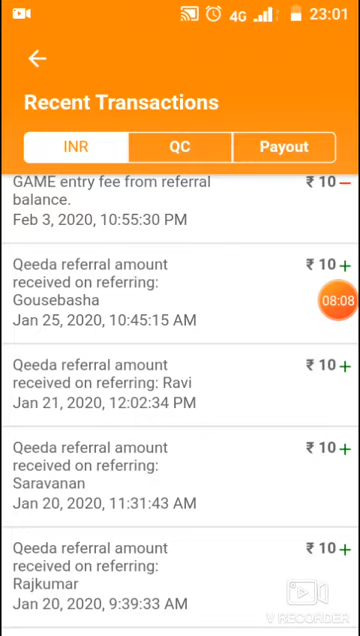 4G 23:01
Recent Transactions
INR QC Payout
GAME entry fee from referral ₹ 10 –
balance.
Feb 3, 2020, 10:55:30 PM
Qeeda referral amount ₹ 10 +
received on referring:
Gousebasha
08:08
Jan 25, 2020, 10:45:15 AM
Qeeda referral amount ₹ 10 +
received on referring: Ravi
Jan 21, 2020, 12:02:34 PM
Qeeda referral amount ₹ 10 +
received on referring:
Saravanan
Jan 20, 2020, 11:31:43 AM
Qeeda referral amount ₹ 10 +
received on referring:
Rajkumar
Jan 20, 2020, 9:39:33 AM
V RECORDER